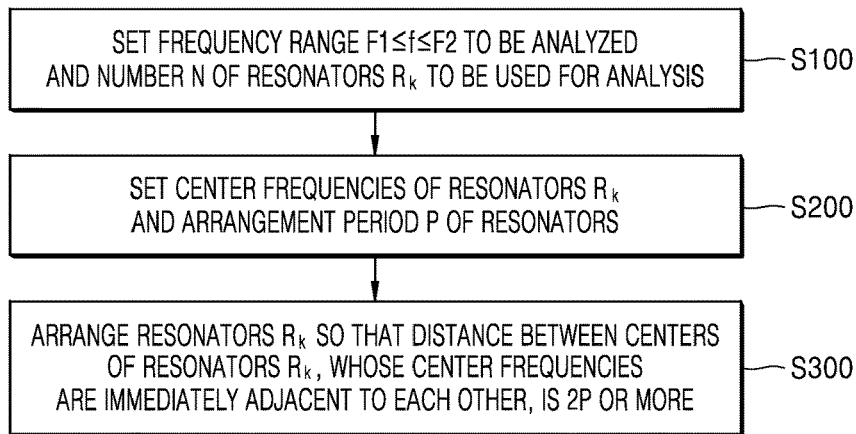 SET FREQUENCY RANGE F1≤f≤F2 TO BE ANALYZED
AND NUMBER N OF RESONATORS Rk TO BE USED FOR ANALYSIS
S100
SET CENTER FREQUENCIES OF RESONATORS Rk
AND ARRANGEMENT PERIOD P OF RESONATORS
S200
ARRANGE RESONATORS Rk SO THAT DISTANCE BETWEEN CENTERS
OF RESONATORS Rk, WHOSE CENTER FREQUENCIES
ARE IMMEDIATELY ADJACENT TO EACH OTHER, IS 2P OR MORE
S300